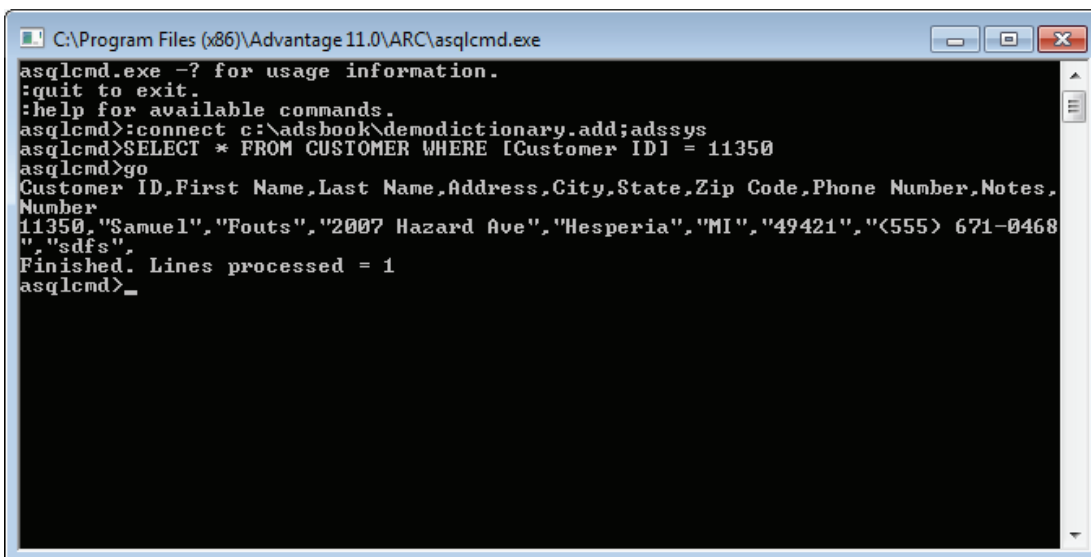 C:\Program Files (x86)\Advantage 11.0\ARC\asqlcmd.exe
asqlcmd.exe -? for usage information.
:quit to exit.
:help for available commands.
asqlcmd>:connect c:\adsbook\demodictionary.add;adssys
asqlcmd>SELECT * FROM CUSTOMER WHERE [Customer ID] = 11350
asqlcmd>go
Customer ID,First Name,Last Name,Address,City,State,Zip Code,Phone Number,Notes,
Number
11350,"Samuel","Fouts","2007 Hazard Ave","Hesperia","MI","49421","(555) 671-0468
","sdfs",
Finished. Lines processed = 1
asqlcmd>_